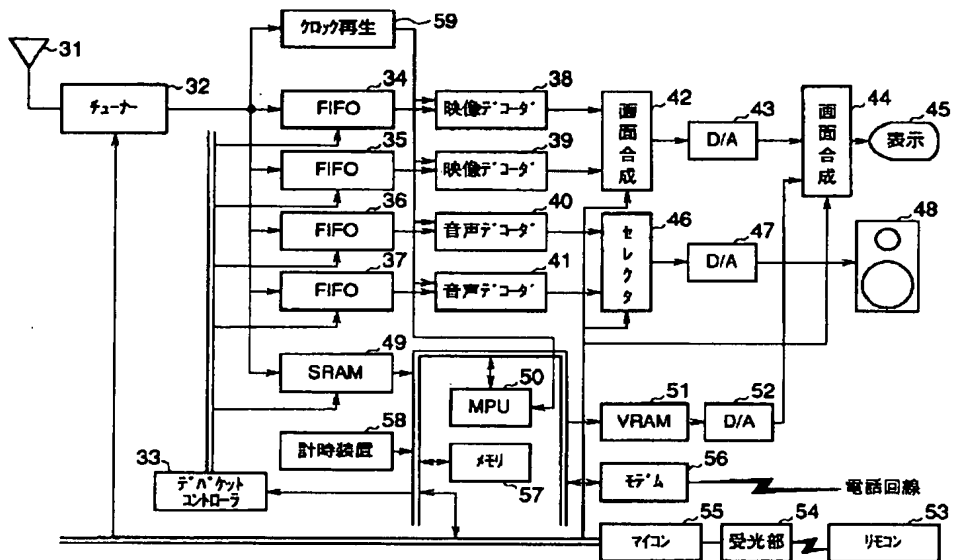 クロック再生
59
31
32
チューナー
34
FIFO
38
映像デコーダ
42
画面合成
43
D/A
44
画面合成
45
表示
35
FIFO
39
映像デコーダ
36
FIFO
40
音声デコーダ
46
セレクタ
47
D/A
48
37
FIFO
41
音声デコーダ
49
SRAM
50
MPU
51
VRAM
52
D/A
58
計時装置
メモリ
57
33
デパケット
コントローラ
56
モデム
電話回線
55
マイコン
54
受光部
53
リモコン